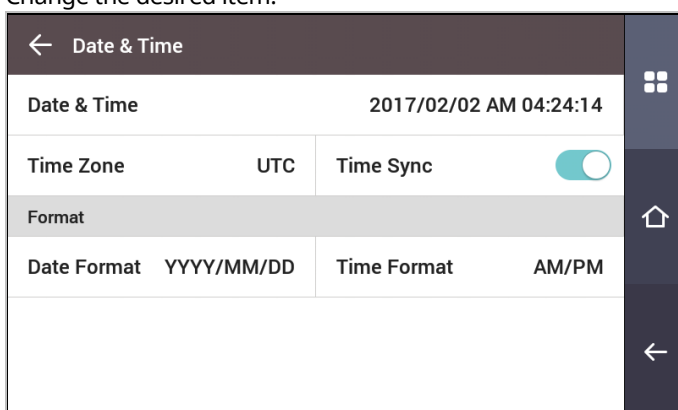 Change the desired item.
Date & Time
Date & Time 2017/02/02 AM 04:24:14
Time Zone UTC Time Sync
Format
Date Format YYYY/MM/DD Time Format AM/PM